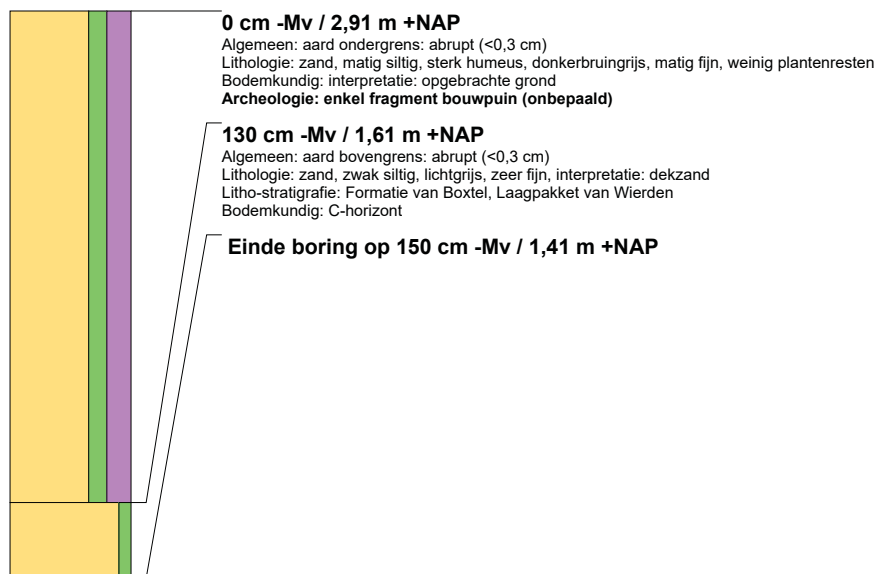 0 cm -Mv / 2,91 m +NAP
Algemeen: aard ondergrens: abrupt (<0,3 cm)
Lithologie: zand, matig siltig, sterk humeus, donkerbruingrijs, matig fijn, weinig plantenresten
Bodemkundig: interpretatie: opgebrachte grond
Archeologie: enkel fragment bouwpuin (onbepaald)
130 cm -Mv / 1,61 m +NAP
Algemeen: aard bovengrens: abrupt (<0,3 cm)
Lithologie: zand, zwak siltig, lichtgrijs, zeer fijn, interpretatie: dekzand
Litho-stratigrafie: Formatie van Boxtel, Laagpakket van Wierden
Bodemkundig: C-horizont
Einde boring op 150 cm -Mv / 1,41 m +NAP